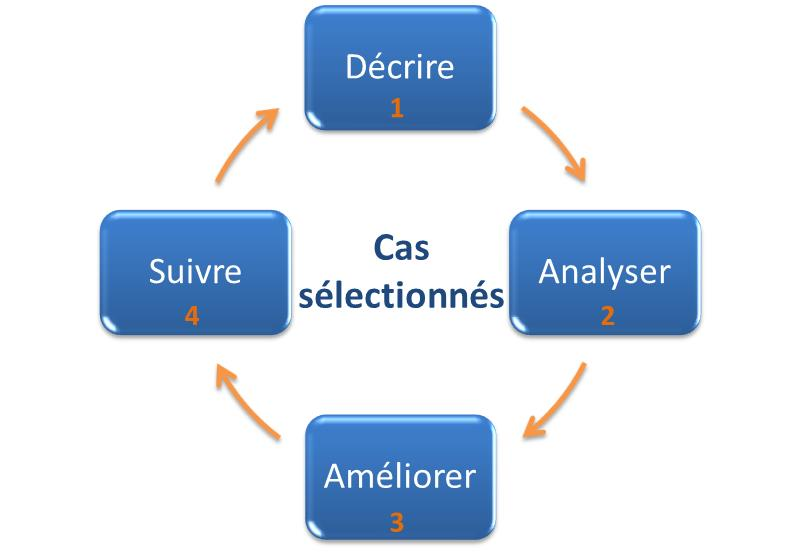 Décrire
1
Analyser
2
Améliorer
3
Suivre
4
Cas
sélectionnés